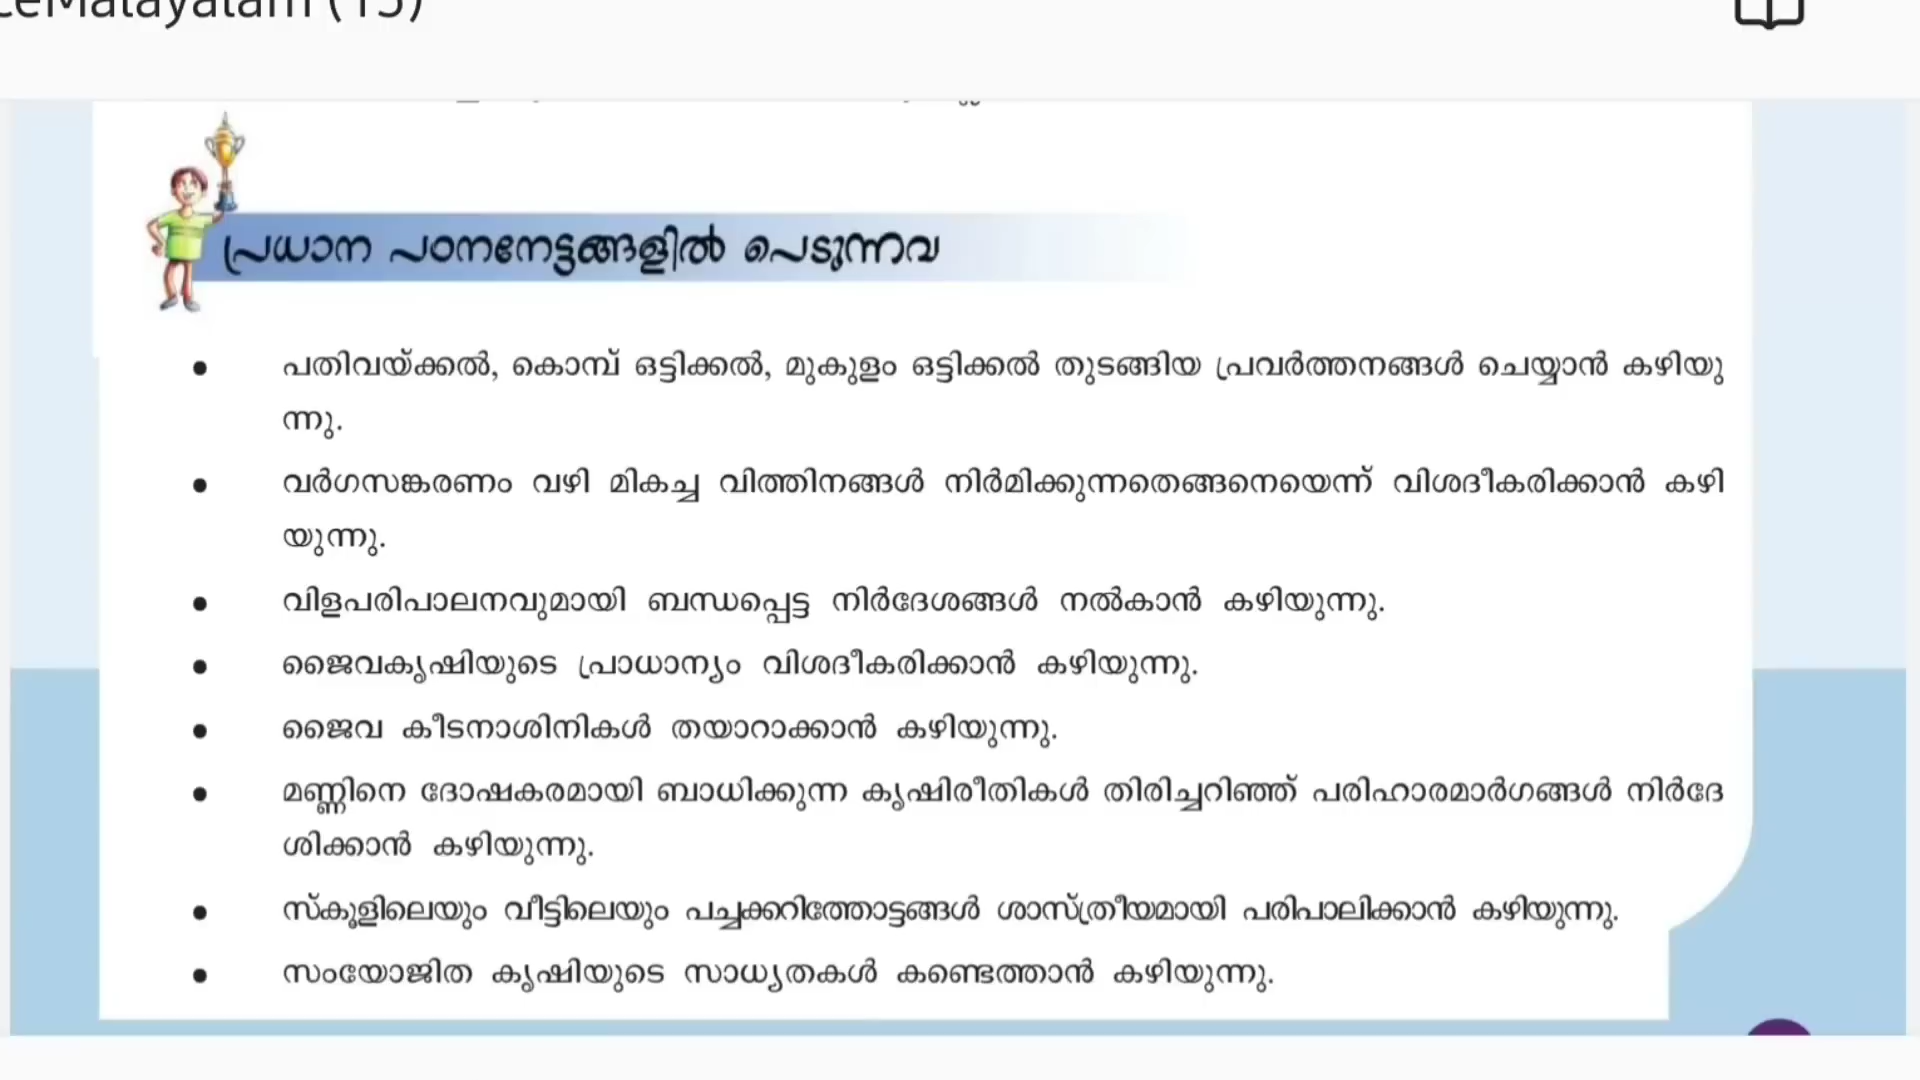 ceMalayalam (15)
പ്രധാന പഠനനേട്ടങ്ങളിൽ പെടുന്നവ
• പതിവയ്ക്കൽ, കൊമ്പ് ഒട്ടിക്കൽ, മുകുളം ഒട്ടിക്കൽ തുടങ്ങിയ പ്രവർത്തനങ്ങൾ ചെയ്യാൻ കഴിയു
ന്നു.
• വർഗസങ്കരണം വഴി മികച്ച വിത്തിനങ്ങൾ നിർമിക്കുന്നതെങ്ങനെയെന്ന് വിശദീകരിക്കാൻ കഴി
യുന്നു.
• വിളപരിപാലനവുമായി ബന്ധപ്പെട്ട നിർദേശങ്ങൾ നൽകാൻ കഴിയുന്നു.
• ജൈവകൃഷിയുടെ പ്രാധാന്യം വിശദീകരിക്കാൻ കഴിയുന്നു.
• ജൈവ കീടനാശിനികൾ തയാറാക്കാൻ കഴിയുന്നു.
• മണ്ണിനെ ദോഷകരമായി ബാധിക്കുന്ന കൃഷിരീതികൾ തിരിച്ചറിഞ്ഞ് പരിഹാരമാർഗങ്ങൾ നിർദേ
ശിക്കാൻ കഴിയുന്നു.
• സ്കൂളിലെയും വീട്ടിലെയും പച്ചക്കറിത്തോട്ടങ്ങൾ ശാസ്ത്രീയമായി പരിപാലിക്കാൻ കഴിയുന്നു.
• സംയോജിത കൃഷിയുടെ സാധ്യതകൾ കണ്ടെത്താൻ കഴിയുന്നു.